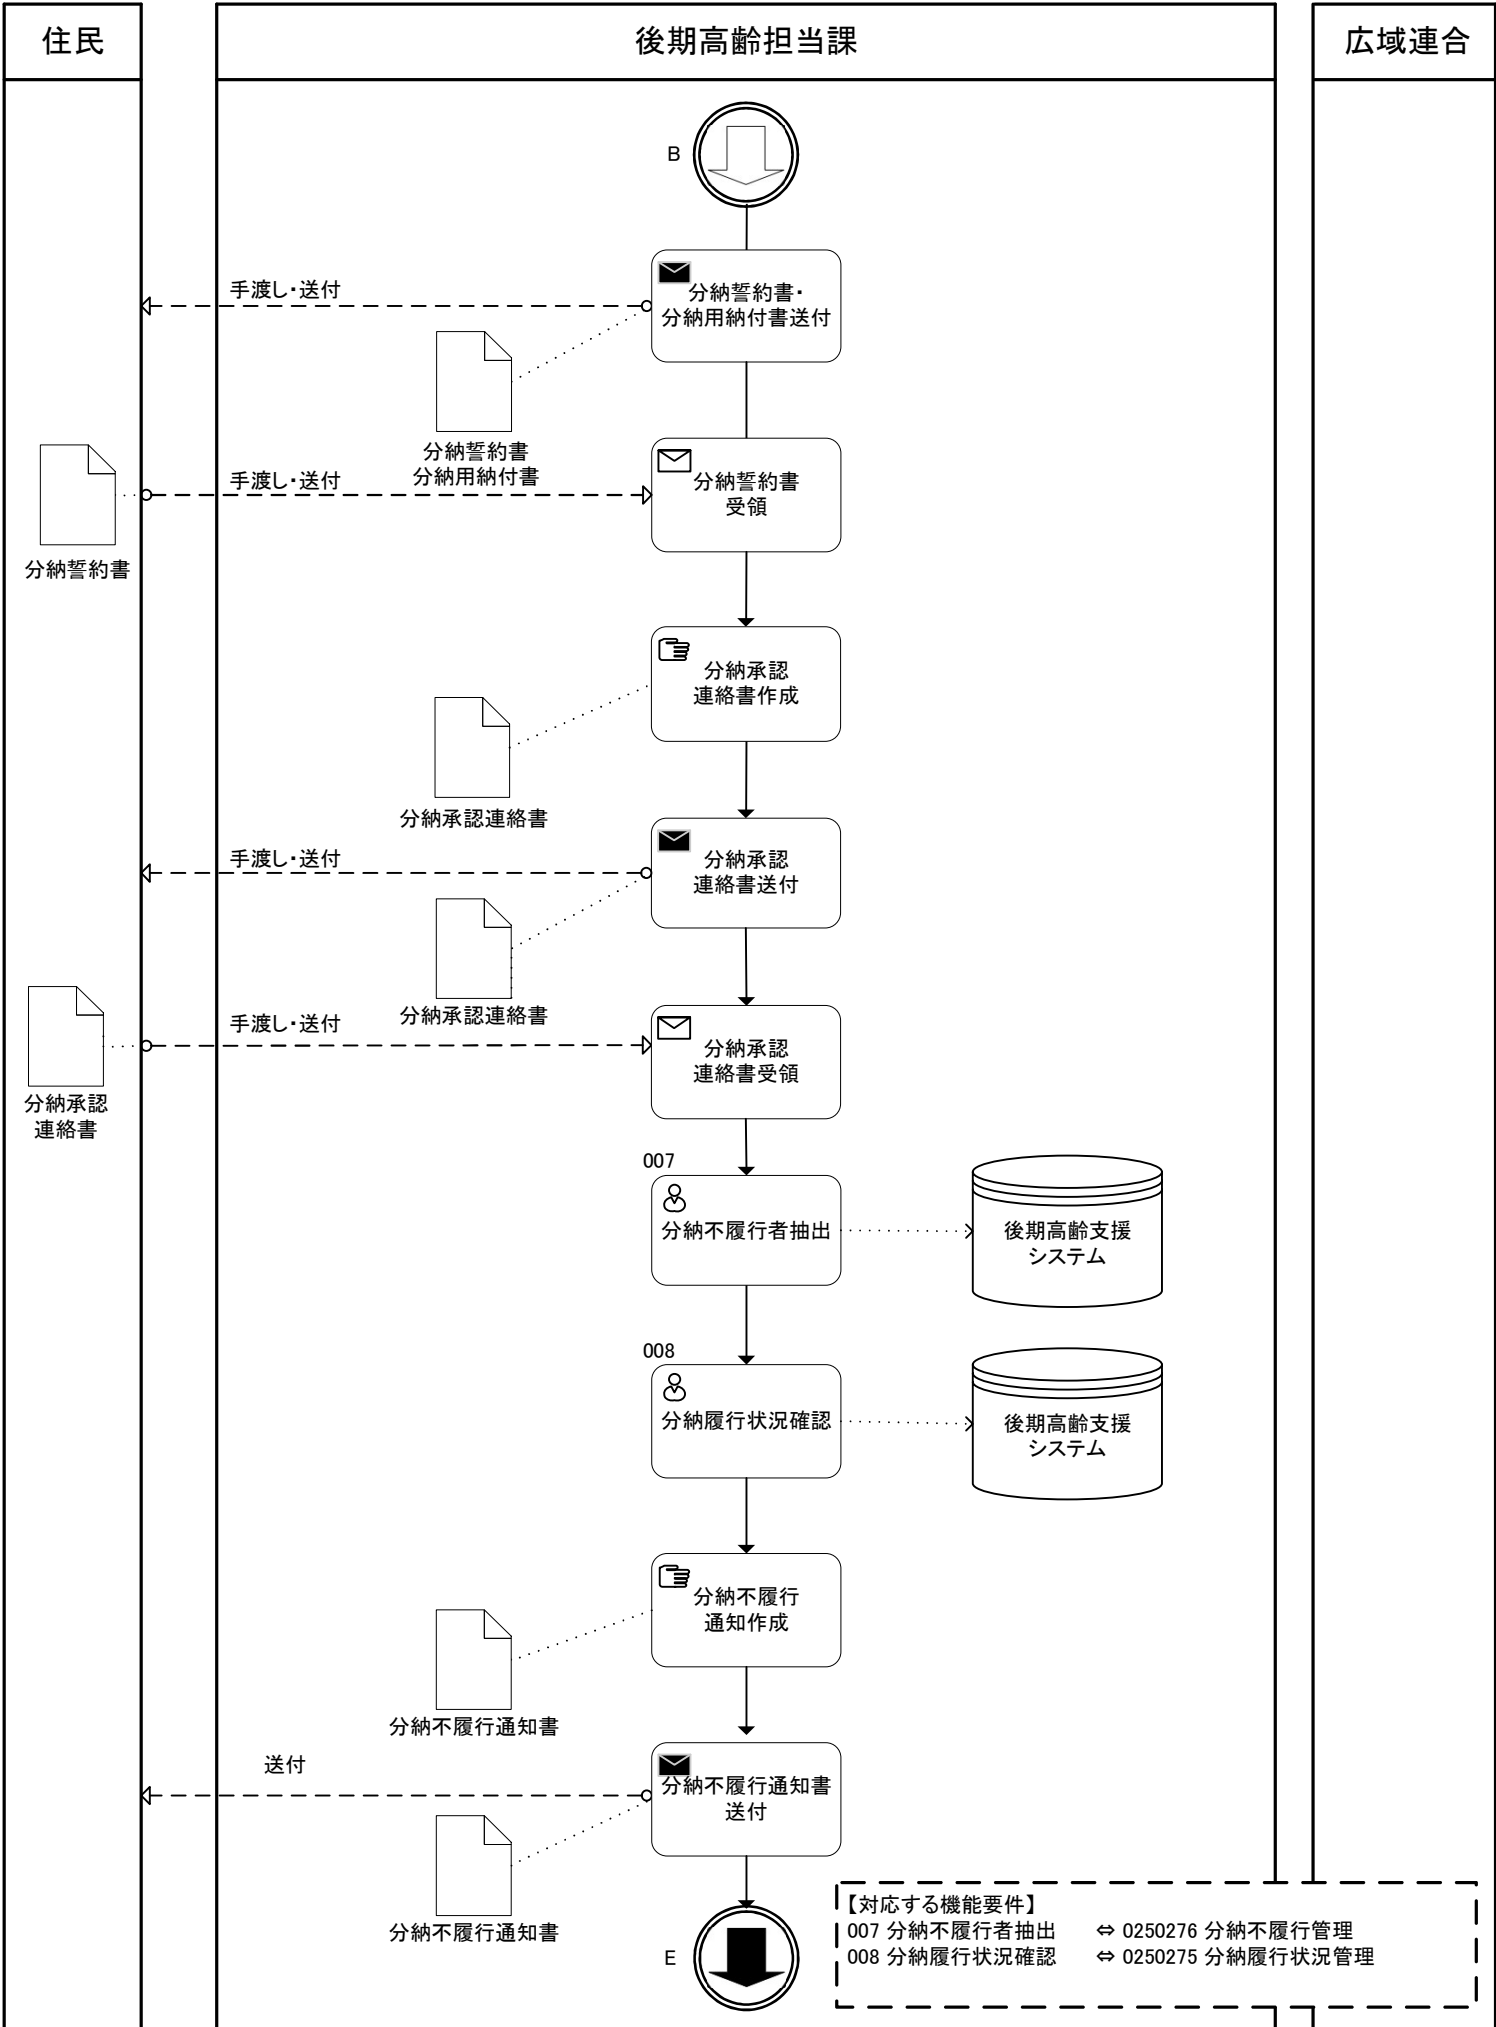 住民
後期高齢担当課
広域連合
B
手渡し・送付
分納誓約書・
分納用納付書送付
分納誓約書
分納用納付書
手渡し・送付
分納誓約書
受領
分納誓約書
分納承認
連絡書作成
分納承認連絡書
手渡し・送付
分納承認
連絡書送付
分納承認連絡書
手渡し・送付
分納承認
連絡書受領
分納承認
連絡書
007
分納不履行者抽出
後期高齢支援
システム
008
分納履行状況確認
後期高齢支援
システム
分納不履行
通知作成
分納不履行通知書
送付
分納不履行通知書
送付
分納不履行通知書
E
【対応する機能要件】
007 分納不履行者抽出 ⇔ 0250276 分納不履行管理
008 分納履行状況確認 ⇔ 0250275 分納履行状況管理